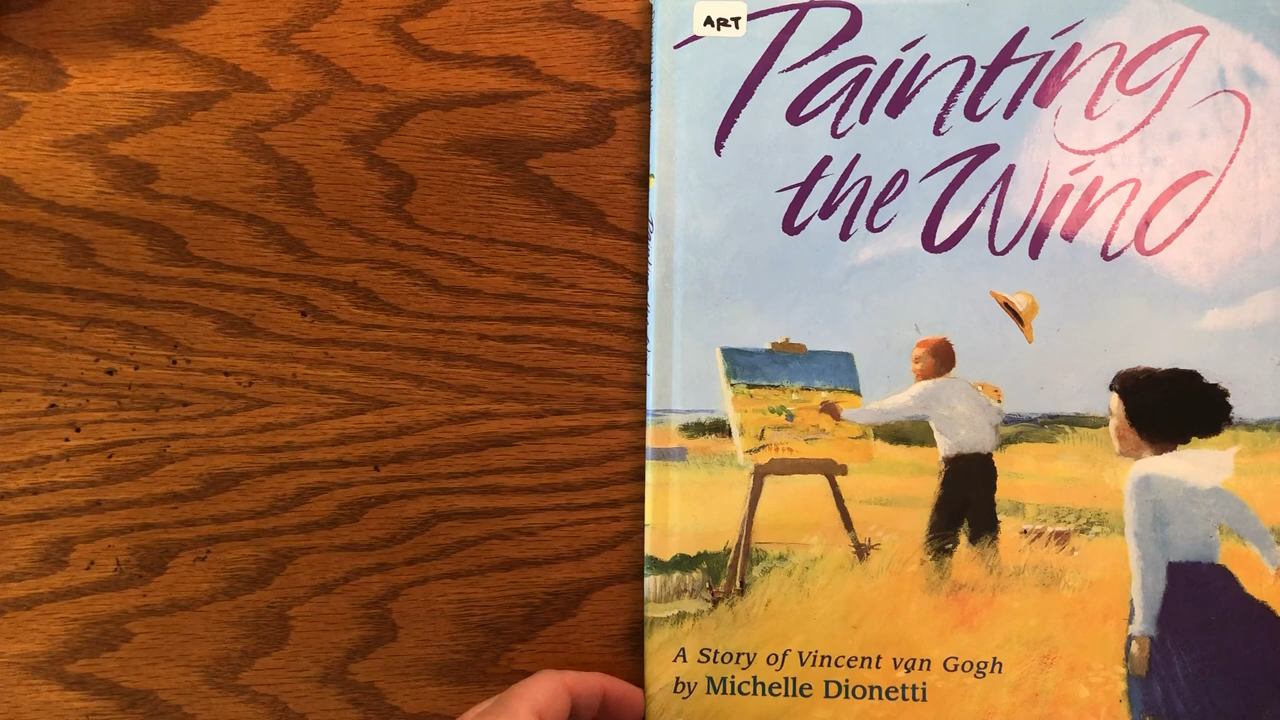 ART
Painting
the Wind
A Story of Vincent van Gogh
by Michelle Dionetti